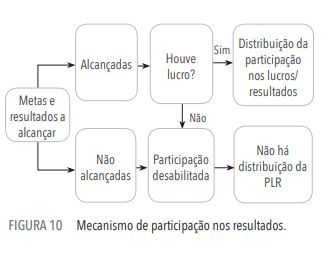 Metas e
resultados a
alcançar
Alcançadas
Houve
lucro?
Sim
Distribuição da
participação
nos lucros/
resultados
Não
Não
alcançadas
Participação
desabilitada
Não há
distribuição da
PLR
FIGURA 10 Mecanismo de participação nos resultados.